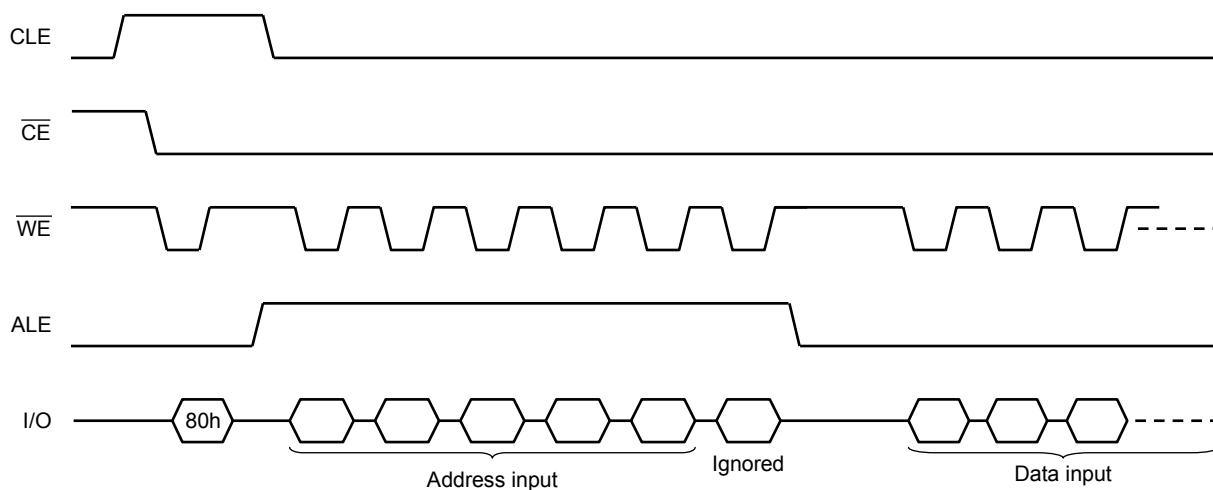 CLE
CE
WE
ALE
I/O
80h
Address input
Ignored
Data input